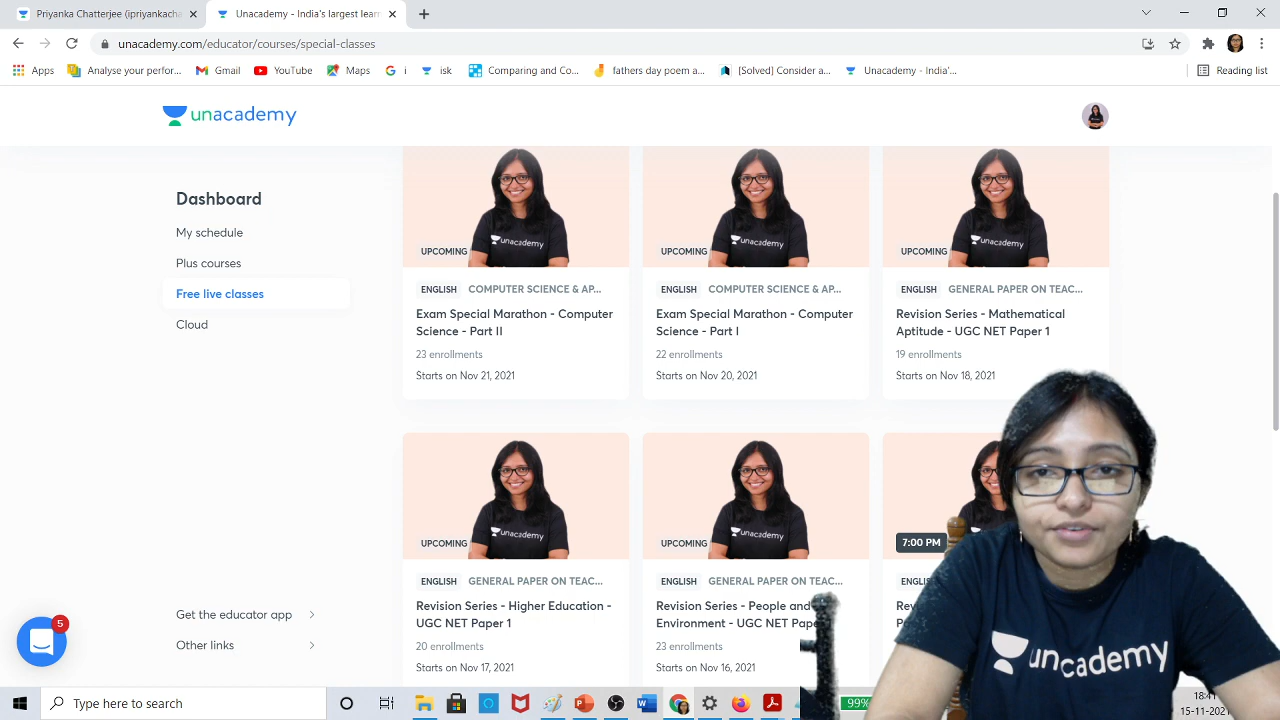 Priyanka Chatterjee (priyankacha
Unacademy - India's largest learn
unacademy.com/educator/courses/special-classes
Apps
Analyse your perfor...
Gmail
YouTube
Maps
i
isk
Comparing and Co...
fathers day poem a...
[Solved] Consider a...
Unacademy - India'...
Reading list
unacademy
Dashboard
My schedule
Plus courses
Free live classes
Cloud
Get the educator app
Other links
5
unacademy
UPCOMING
ENGLISH COMPUTER SCIENCE & AP...
Exam Special Marathon - Computer
Science - Part II
23 enrollments
Starts on Nov 21, 2021
unacademy
UPCOMING
ENGLISH COMPUTER SCIENCE & AP...
Exam Special Marathon - Computer
Science - Part I
22 enrollments
Starts on Nov 20, 2021
unacademy
UPCOMING
ENGLISH GENERAL PAPER ON TEAC...
Revision Series - Mathematical
Aptitude - UGC NET Paper 1
19 enrollments
Starts on Nov 18, 2021
unacademy
UPCOMING
ENGLISH GENERAL PAPER ON TEAC...
Revision Series - Higher Education -
UGC NET Paper 1
20 enrollments
Starts on Nov 17, 2021
unacademy
UPCOMING
ENGLISH GENERAL PAPER ON TEAC...
Revision Series - People and
Environment - UGC NET
23 enrollments
Starts on Nov 16, 2021
7:00 PM
unacademy
Type here to search
99%
18:41